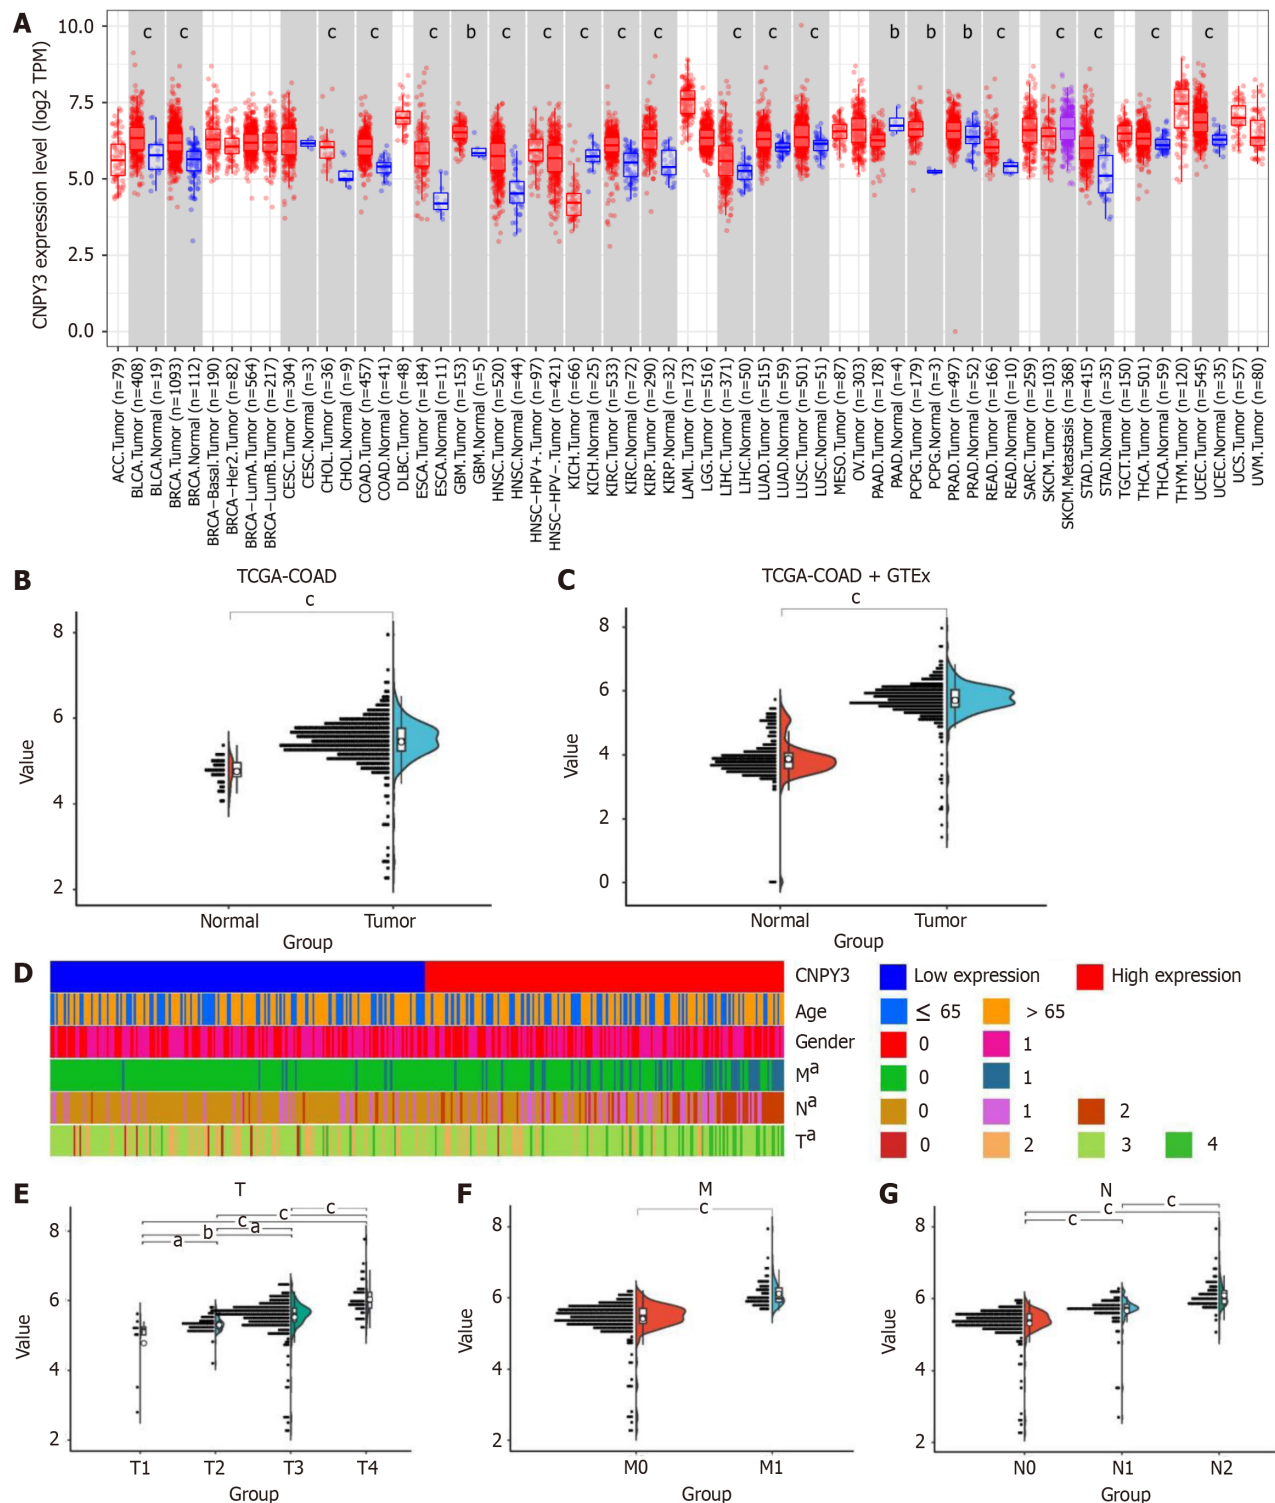 A
CNPY3 expression level (log2 TPM)
10.0
7.5
5.0
2.5
0.0
c c c c c b c c c c c c c c b b b c c c c c
ACC.Tumor (n=79)
BLCA.Tumor (n=408)
BLCA.Normal (n=19)
BRCA.Tumor (n=1093)
BRCA.Normal (n=112)
BRCA−Basal.Tumor (n=190)
BRCA−Her2.Tumor (n=82)
BRCA−LumA.Tumor (n=564)
BRCA−LumB.Tumor (n=217)
CESC.Tumor (n=304)
CESC.Normal (n=3)
CHOL.Tumor (n=36)
CHOL.Normal (n=9)
COAD.Tumor (n=457)
COAD.Normal (n=41)
DLBC.Tumor (n=48)
ESCA.Tumor (n=184)
ESCA.Normal (n=11)
GBM.Tumor (n=153)
GBM.Normal (n=5)
HNSC.Tumor (n=520)
HNSC.Normal (n=44)
HNSC−HPV+.Tumor (n=97)
HNSC−HPV−.Tumor (n=421)
KICH.Tumor (n=66)
KICH.Normal (n=25)
KIRC.Tumor (n=533)
KIRC.Normal (n=72)
KIRP.Tumor (n=290)
KIRP.Normal (n=32)
LAML.Tumor (n=173)
LGG.Tumor (n=516)
LIHC.Tumor (n=371)
LIHC.Normal (n=50)
LUAD.Tumor (n=515)
LUAD.Normal (n=59)
LUSC.Tumor (n=501)
LUSC.Normal (n=51)
MESO.Tumor (n=87)
OV.Tumor (n=303)
PAAD.Tumor (n=178)
PAAD.Normal (n=4)
PCPG.Tumor (n=179)
PCPG.Normal (n=3)
PRAD.Tumor (n=497)
PRAD.Normal (n=52)
READ.Tumor (n=166)
READ.Normal (n=10)
SARC.Tumor (n=259)
SKCM.Tumor (n=103)
SKCM.Metastasis (n=368)
STAD.Tumor (n=415)
STAD.Normal (n=35)
TGCT.Tumor (n=150)
THCA.Tumor (n=501)
THCA.Normal (n=59)
THYM.Tumor (n=120)
UCEC.Tumor (n=545)
UCEC.Normal (n=35)
UCS.Tumor (n=57)
UVM.Tumor (n=80)
B
TCGA-COAD
c
Value
8
6
4
2
Normal Tumor
Group
C
TCGA-COAD + GTEx
c
Value
8
6
4
2
0
Normal Tumor
Group
D
CNPY3 Low expression High expression
Age ≤ 65 > 65
Gender 0 1
Mᵃ 0 1
Nᵃ 0 1 2
Tᵃ 0 2 3 4
E
T
c
c
c
a
b
a
Value
8
6
4
2
T1 T2 T3 T4
Group
F
M
c
Value
8
6
4
2
M0 M1
Group
G
N
c
c
c
Value
8
6
4
2
N0 N1 N2
Group